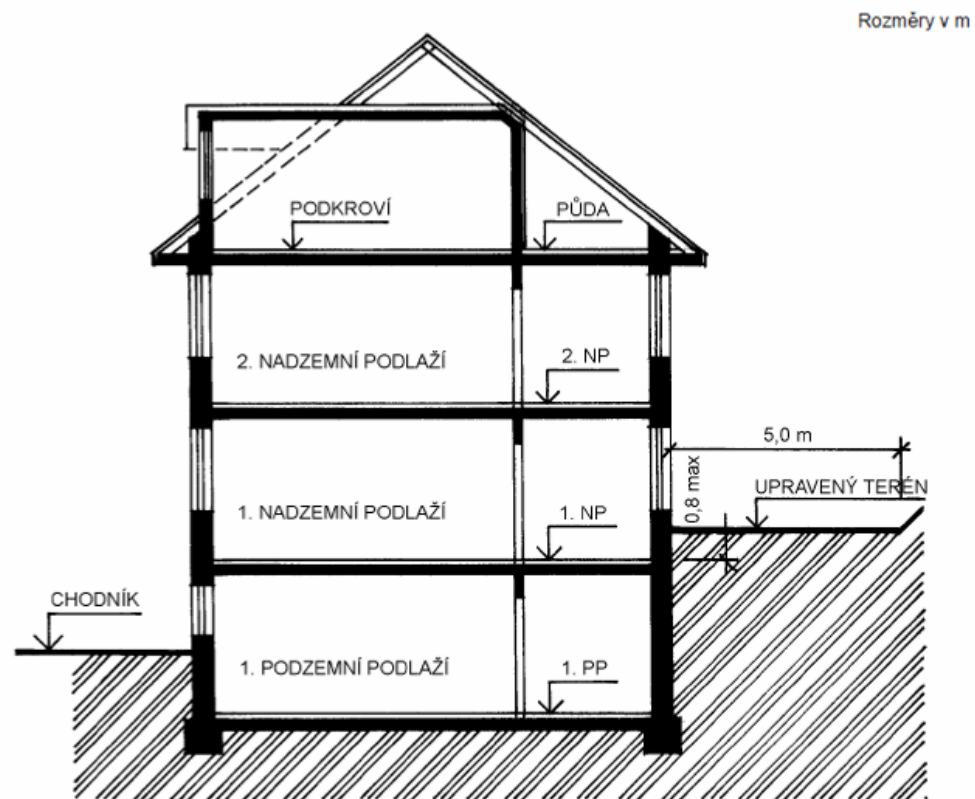 Rozměry v m
PODKROVÍ
PŮDA
2. NADZEMNÍ PODLAŽÍ
2. NP
5,0 m
0,8 max
UPRAVENÝ TERÉN
1. NADZEMNÍ PODLAŽÍ
1. NP
CHODNÍK
1. PODZEMNÍ PODLAŽÍ
1. PP